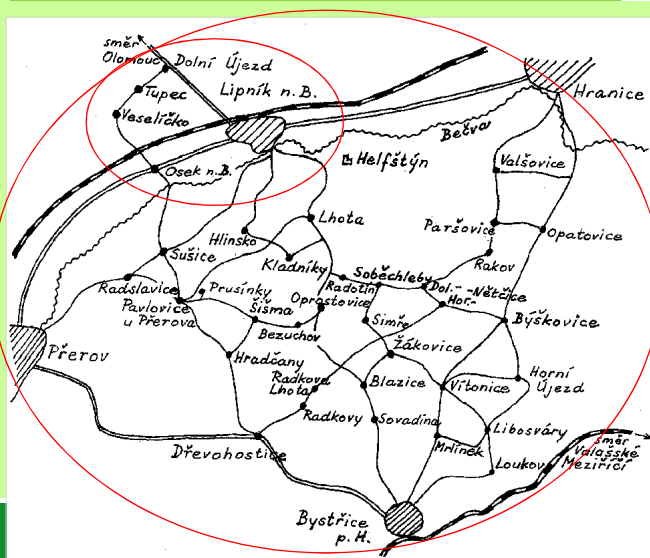 směr
Olomouc
Dolní Újezd
Tupec
Lipník n. B.
Veselíčko
Hranice
Bečva
Osek n. B.
Helfštýn
Valšovice
Lhota
Paršovice
Opatovice
Hlinsko
Sušice
Kladníky
Rakov
Radslavice
Prusínky
Radotín
Soběchleby
Dol.- -Nětčice
Hor.-
Pavlovice
u Přerova
Šišma
Oprostovice
Bezuchov
Simře
Býškovice
Přerov
Žákovice
Hradčany
Radkova
Lhota
Blazice
Vítonice
Horní
Újezd
Radkovy
Sovadina
Libosváry
Dřevohostice
Mrlínek
směr
Valašské
Meziříčí
Loukov
Bystřice
p. H.